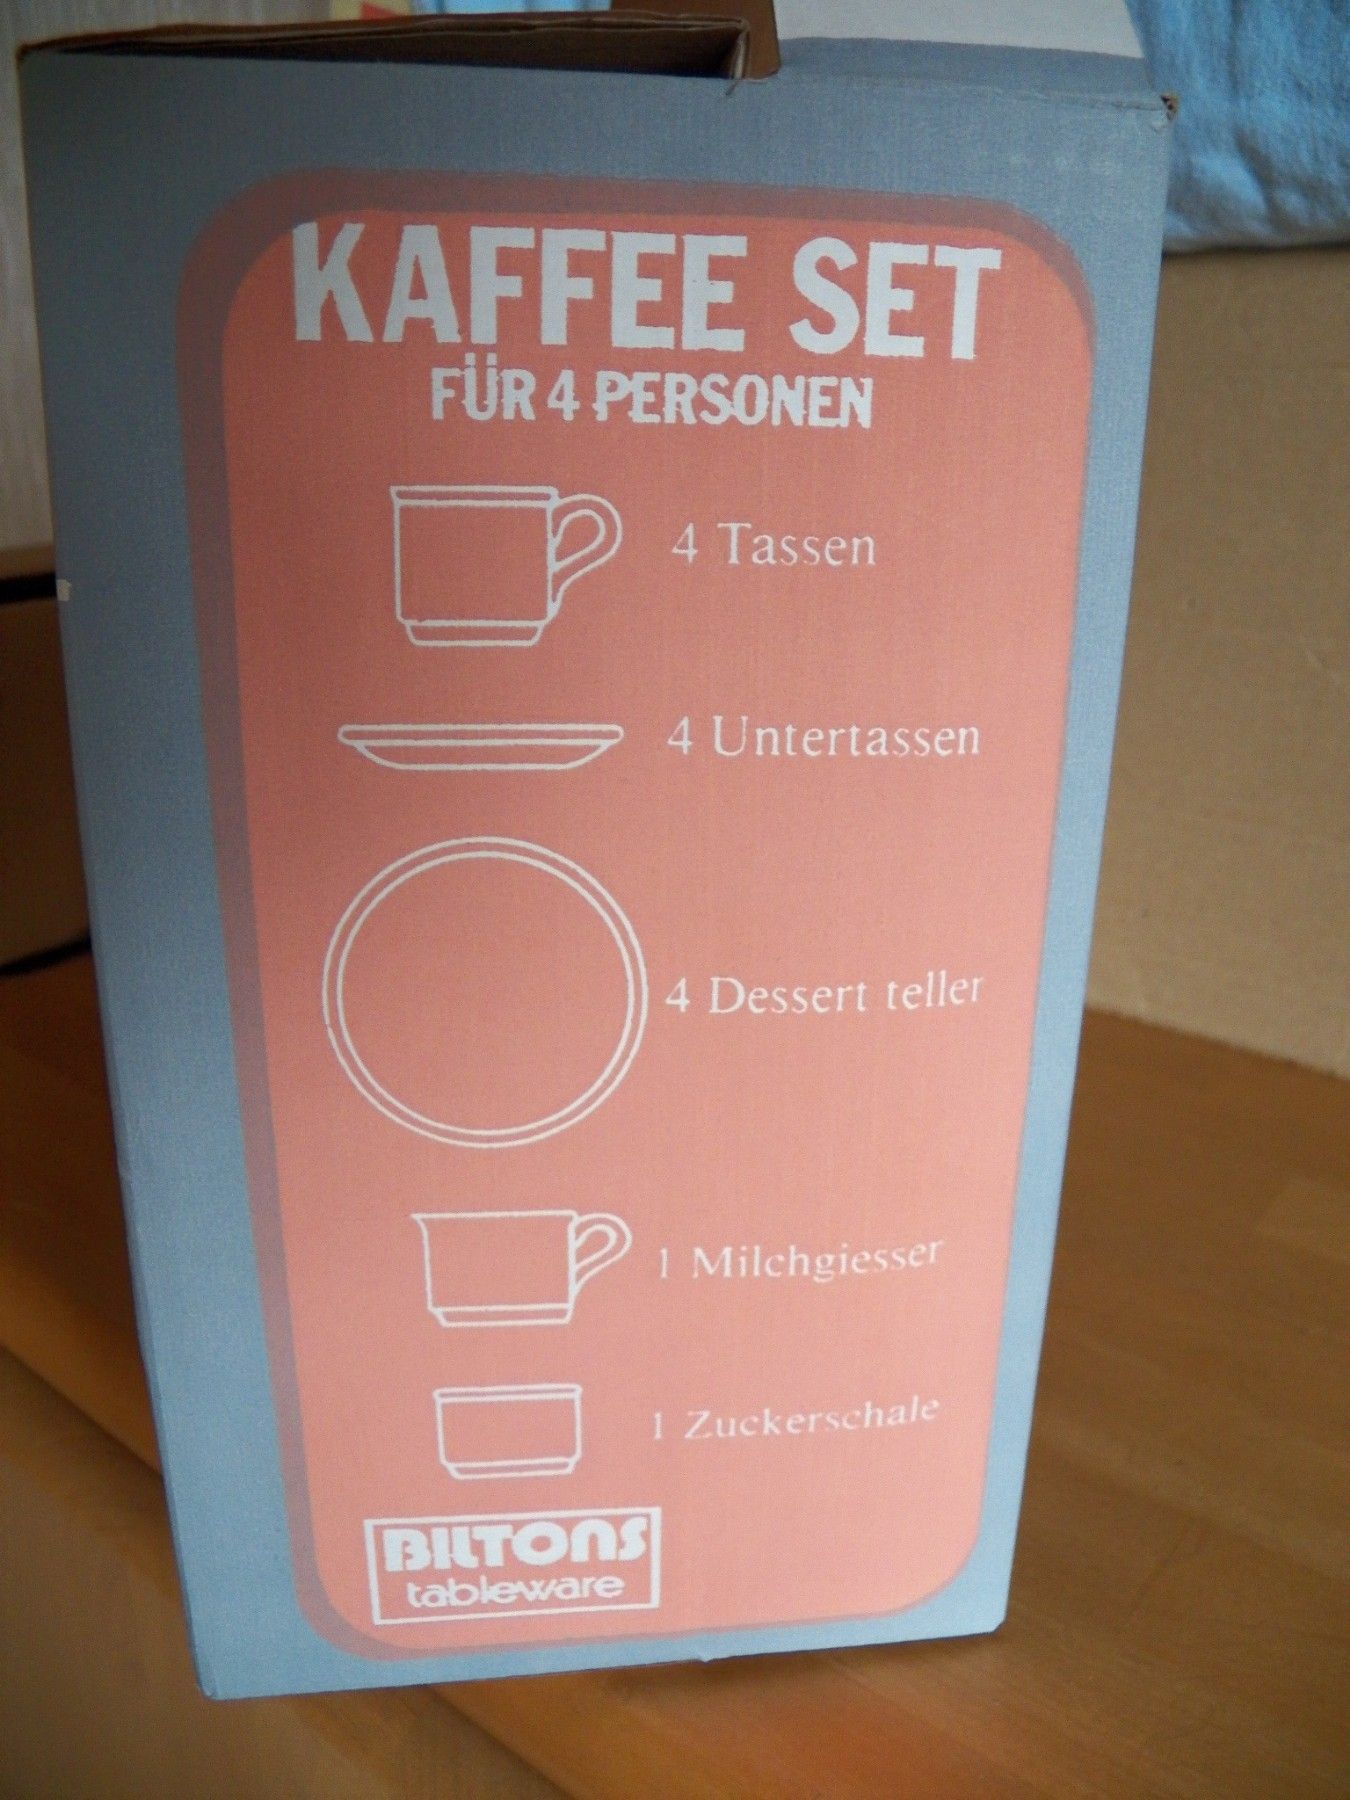 KAFFEE SET
FÜR 4 PERSONEN
4 Tassen
4 Untertassen
4 Dessert teller
1 Milchgiesser
1 Zuckerschale
BILTONS
tableware